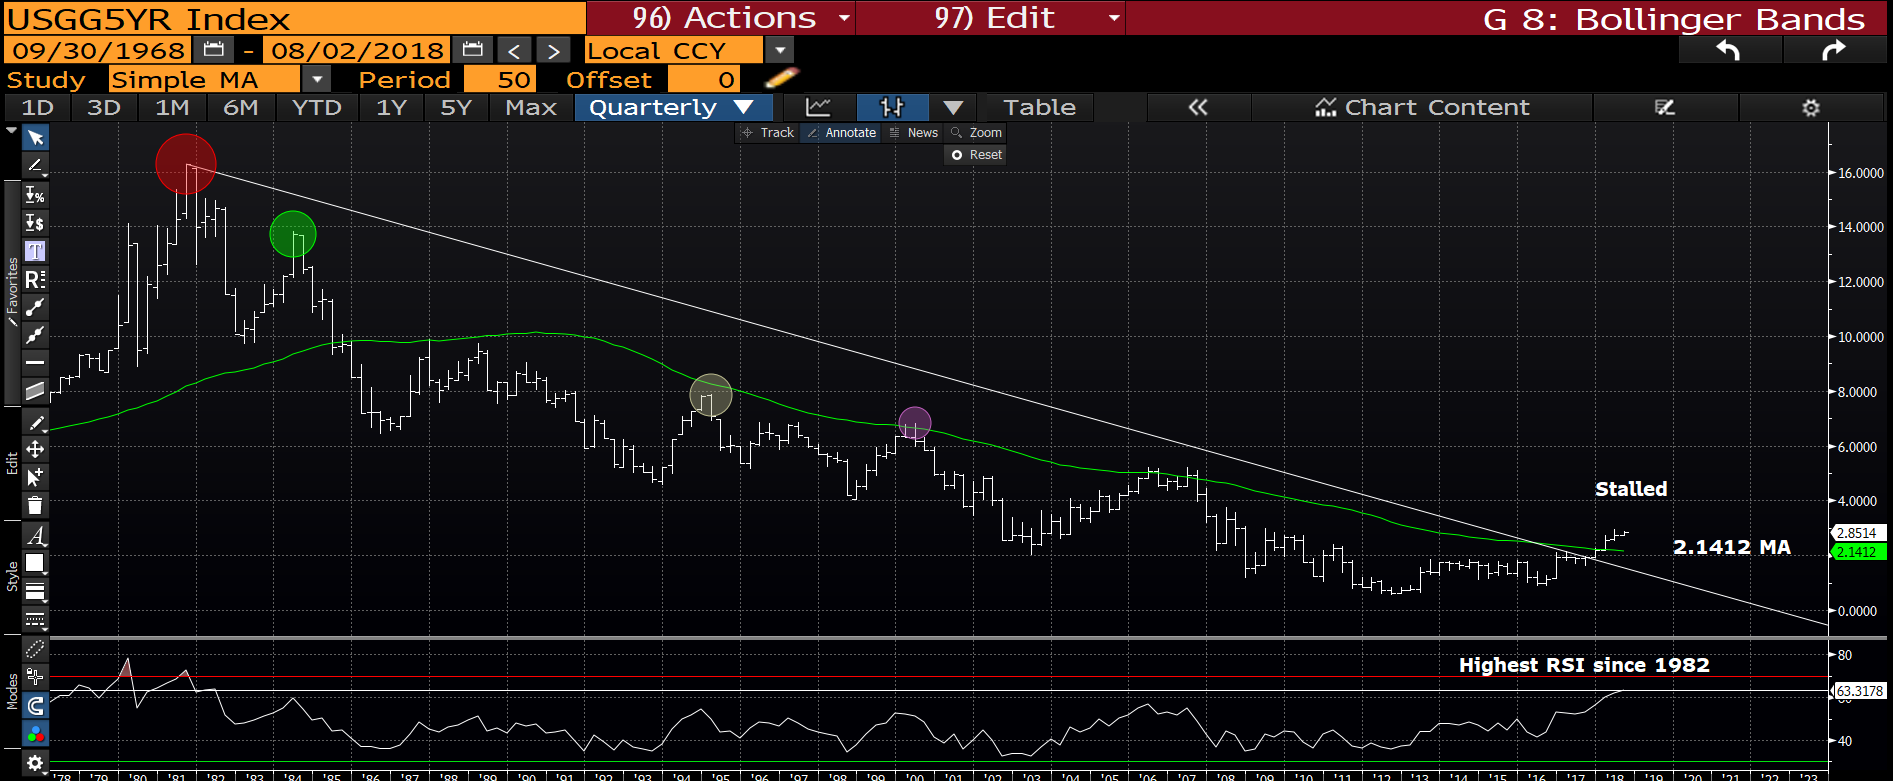 USGG5YR Index 96) Actions 97) Edit G 8: Bollinger Bands
09/30/1968 - 08/02/2018 < > Local CCY
Study Simple MA Period 50 Offset 0
1D 3D 1M 6M YTD 1Y 5Y Max Quarterly Table « Chart Content
Track Annotate News Zoom
Reset
Favorites
Edit
Style
Modes
%
$
T
R
A
16.0000
14.0000
12.0000
10.0000
8.0000
6.0000
Stalled
4.0000
2.8514
2.1412 MA
2.1412
0.0000
80
Highest RSI since 1982
63.3178
40
'78 '79 '80 '81 '82 '83 '84 '85 '86 '87 '88 '89 '90 '91 '92 '93 '94 '95 '96 '97 '98 '99 '00 '01 '02 '03 '04 '05 '06 '07 '08 '09 '10 '11 '12 '13 '14 '15 '16 '17 '18 '19 '20 '21 '22 '23